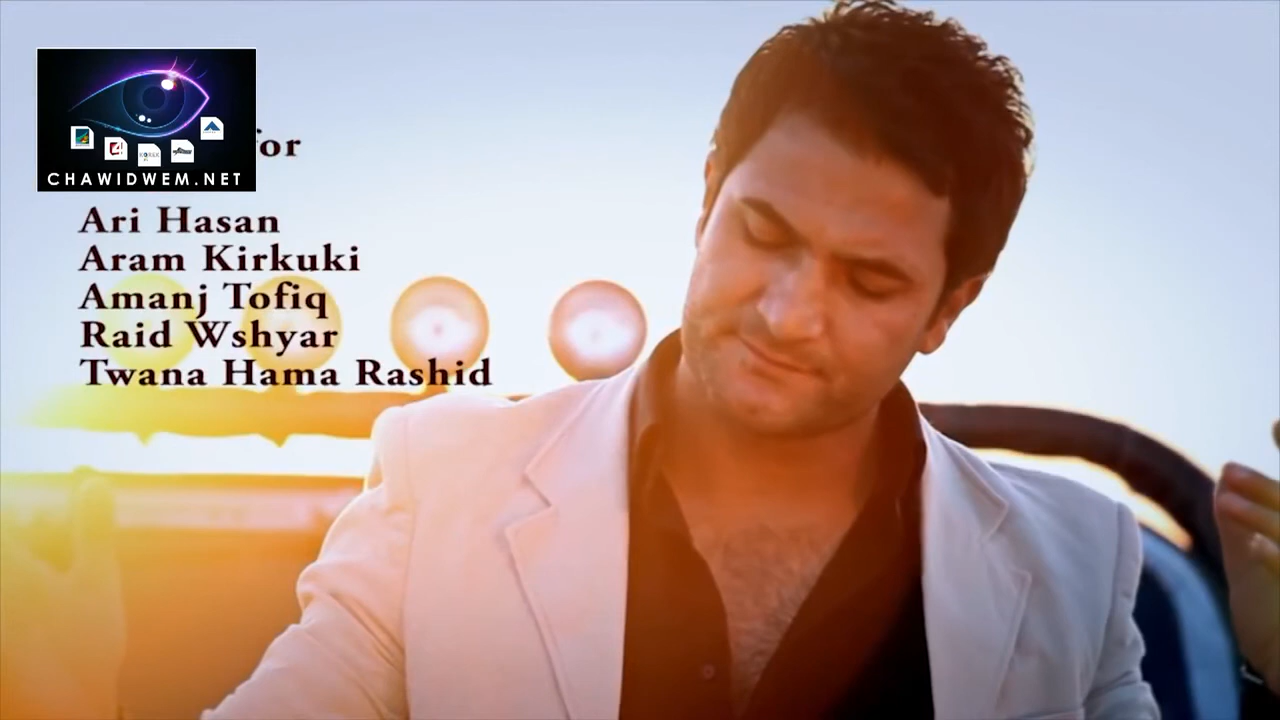 for
CHAWIDWEM.NET
Ari Hasan
Aram Kirkuki
Amanj Tofiq
Raid Wshyar
Twana Hama Rashid